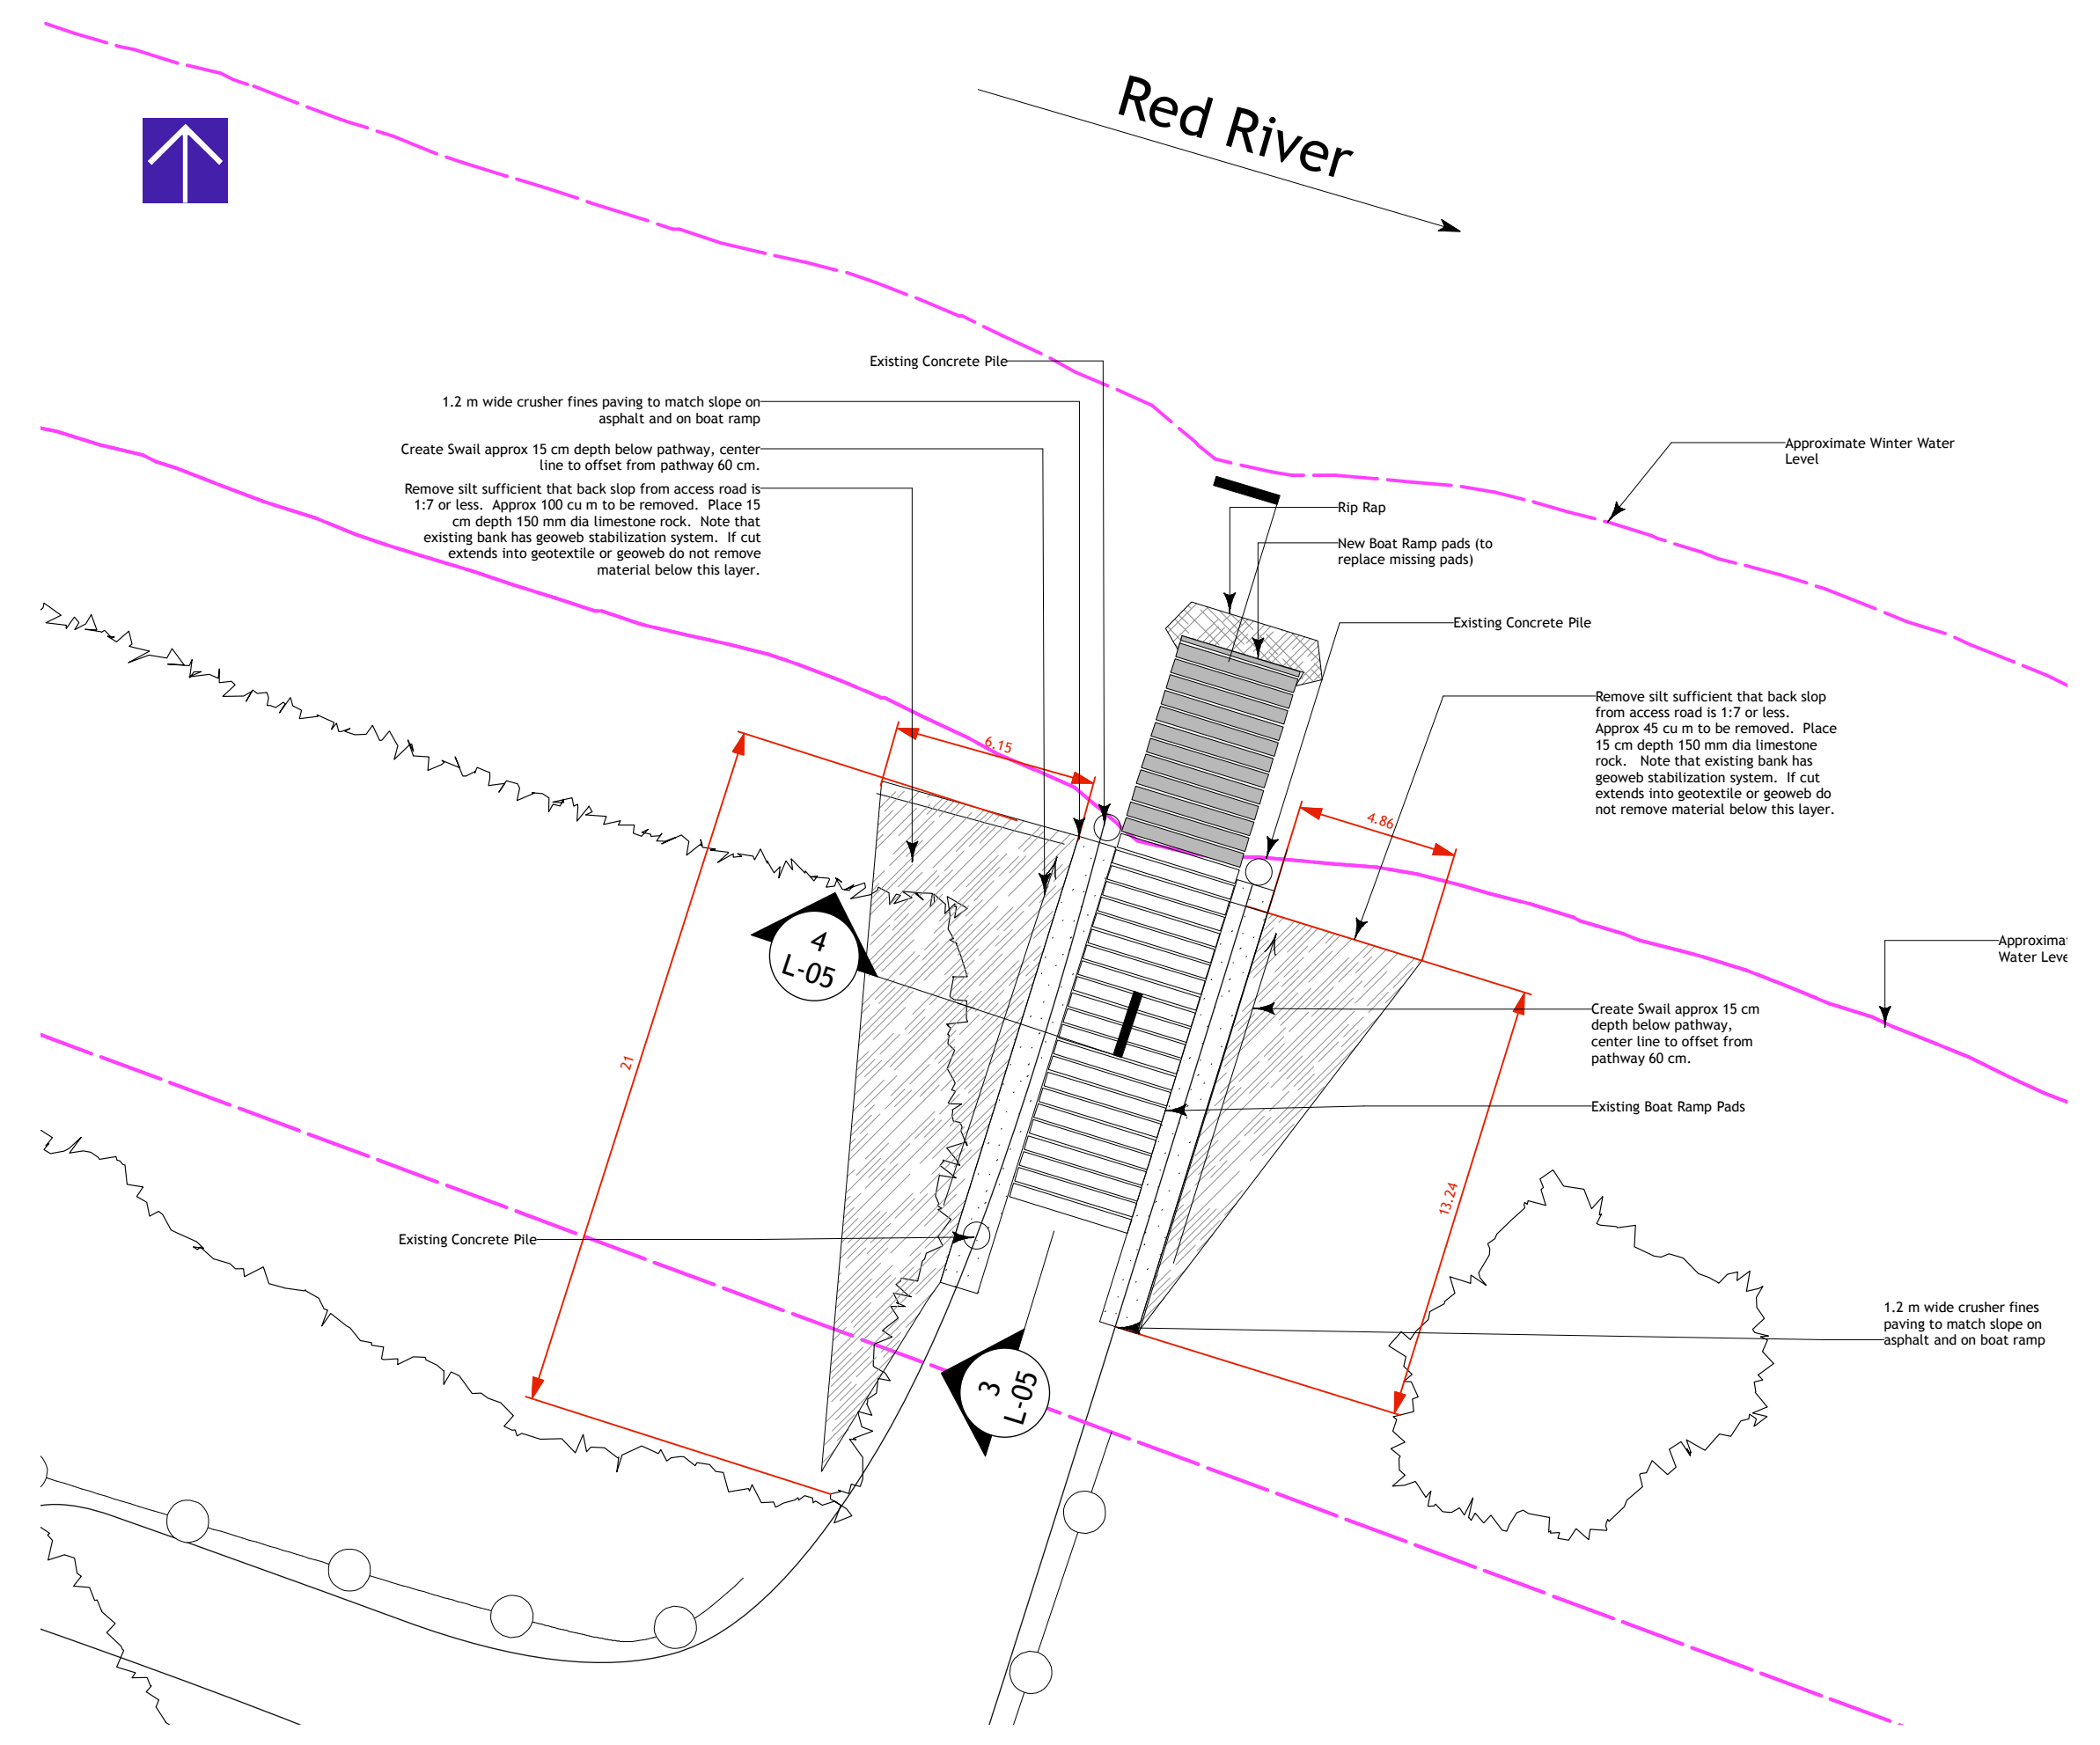 Red River
Existing Concrete Pile
1.2 m wide crusher fines paving to match slope on
asphalt and on boat ramp
Create Swail approx 15 cm depth below pathway, center
line to offset from pathway 60 cm.
Remove silt sufficient that back slop from access road is
1:7 or less. Approx 100 cu m to be removed. Place 15
cm depth 150 mm dia limestone rock. Note that
existing bank has geoweb stabilization system. If cut
extends into geotextile or geoweb do not remove
material below this layer.
Approximate Winter Water
Level
Rip Rap
New Boat Ramp pads (to
replace missing pads)
Existing Concrete Pile
Remove silt sufficient that back slop
from access road is 1:7 or less.
Approx 45 cu m to be removed. Place
15 cm depth 150 mm dia limestone
rock. Note that existing bank has
geoweb stabilization system. If cut
extends into geotextile or geoweb do
not remove material below this layer.
6.15
4.86
4
L-05
Approxima
Water Leve
Create Swail approx 15 cm
depth below pathway,
center line to offset from
pathway 60 cm.
21
Existing Boat Ramp Pads
13.24
Existing Concrete Pile
1.2 m wide crusher fines
paving to match slope on
asphalt and on boat ramp
3
L-05